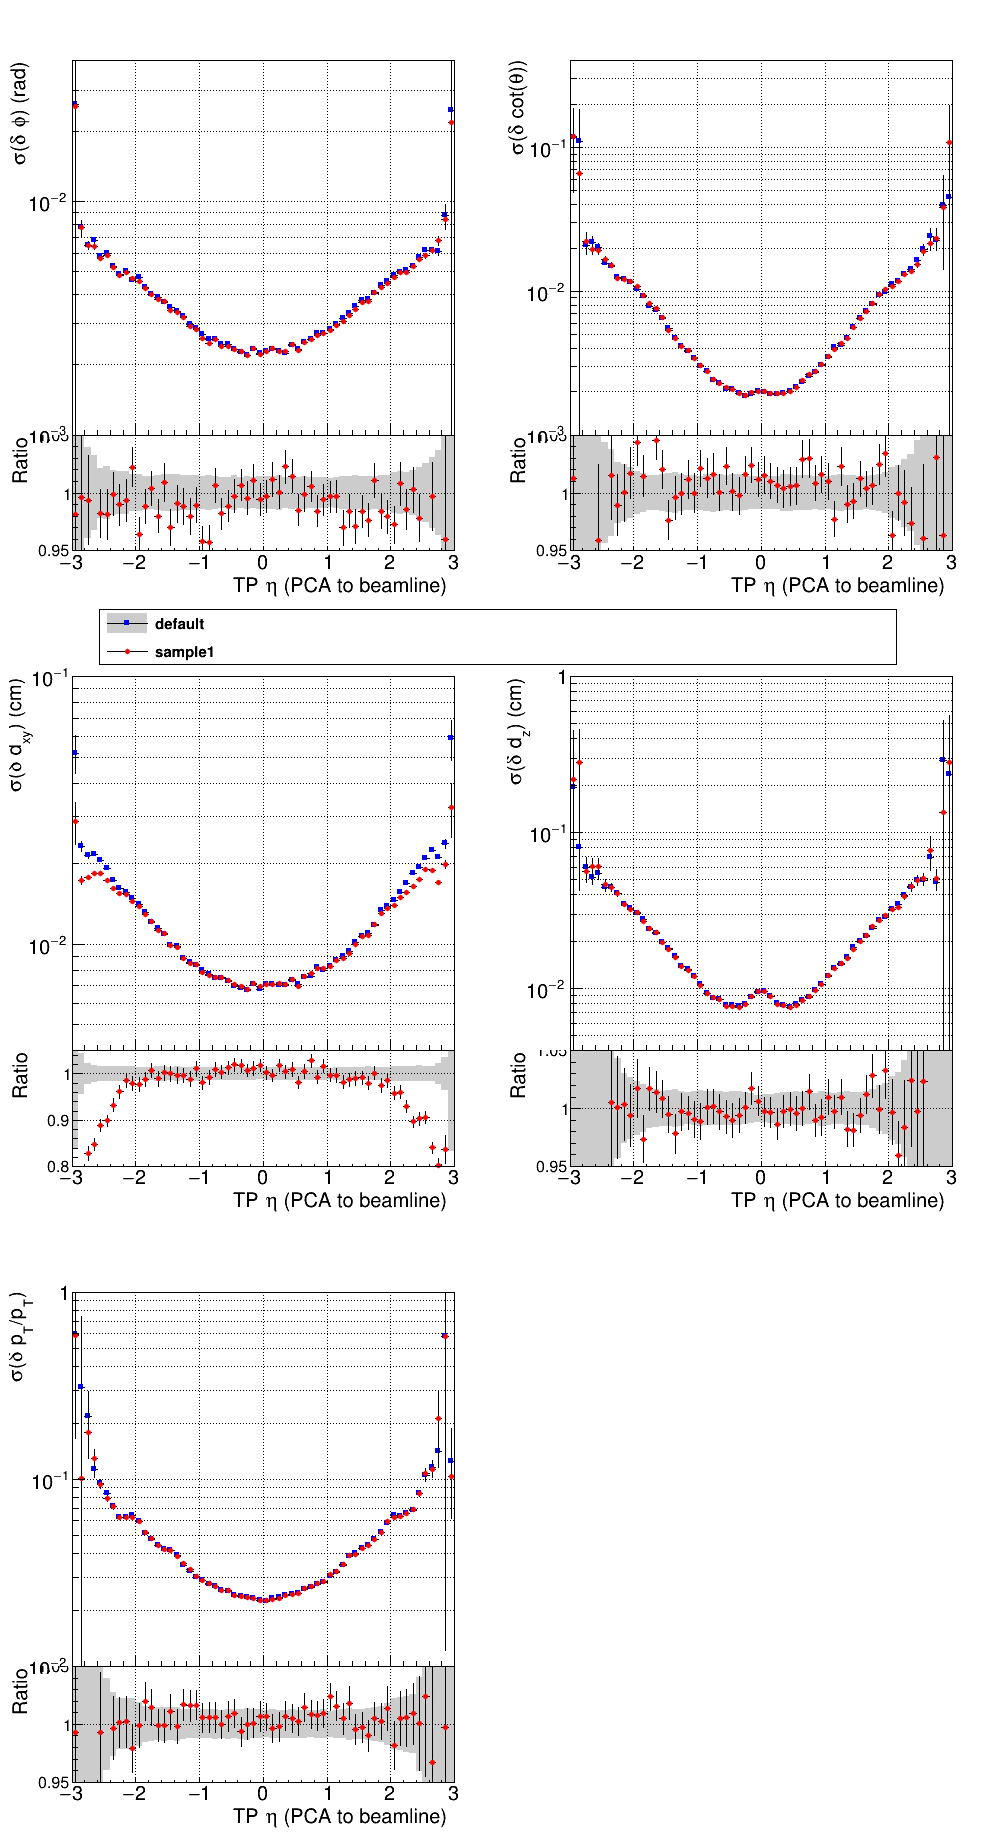 σ(δ φ) (rad)
10⁻²
10⁻³
Ratio
1
0.95
−3 −2 −1 0 1 2 3
TP η (PCA to beamline)
σ(δ cot(θ))
10⁻¹
10⁻²
10⁻³
Ratio
1
0.95
−3 −2 −1 0 1 2 3
TP η (PCA to beamline)
default
sample1
σ(δ d_xy) (cm)
10⁻¹
10⁻²
Ratio
1
0.9
0.8
−3 −2 −1 0 1 2 3
TP η (PCA to beamline)
σ(δ d_z) (cm)
1
10⁻¹
10⁻²
Ratio
1.05
1
0.95
−3 −2 −1 0 1 2 3
TP η (PCA to beamline)
σ(δ p_T/p_T)
1
10⁻¹
10⁻²
Ratio
1
0.95
−3 −2 −1 0 1 2 3
TP η (PCA to beamline)